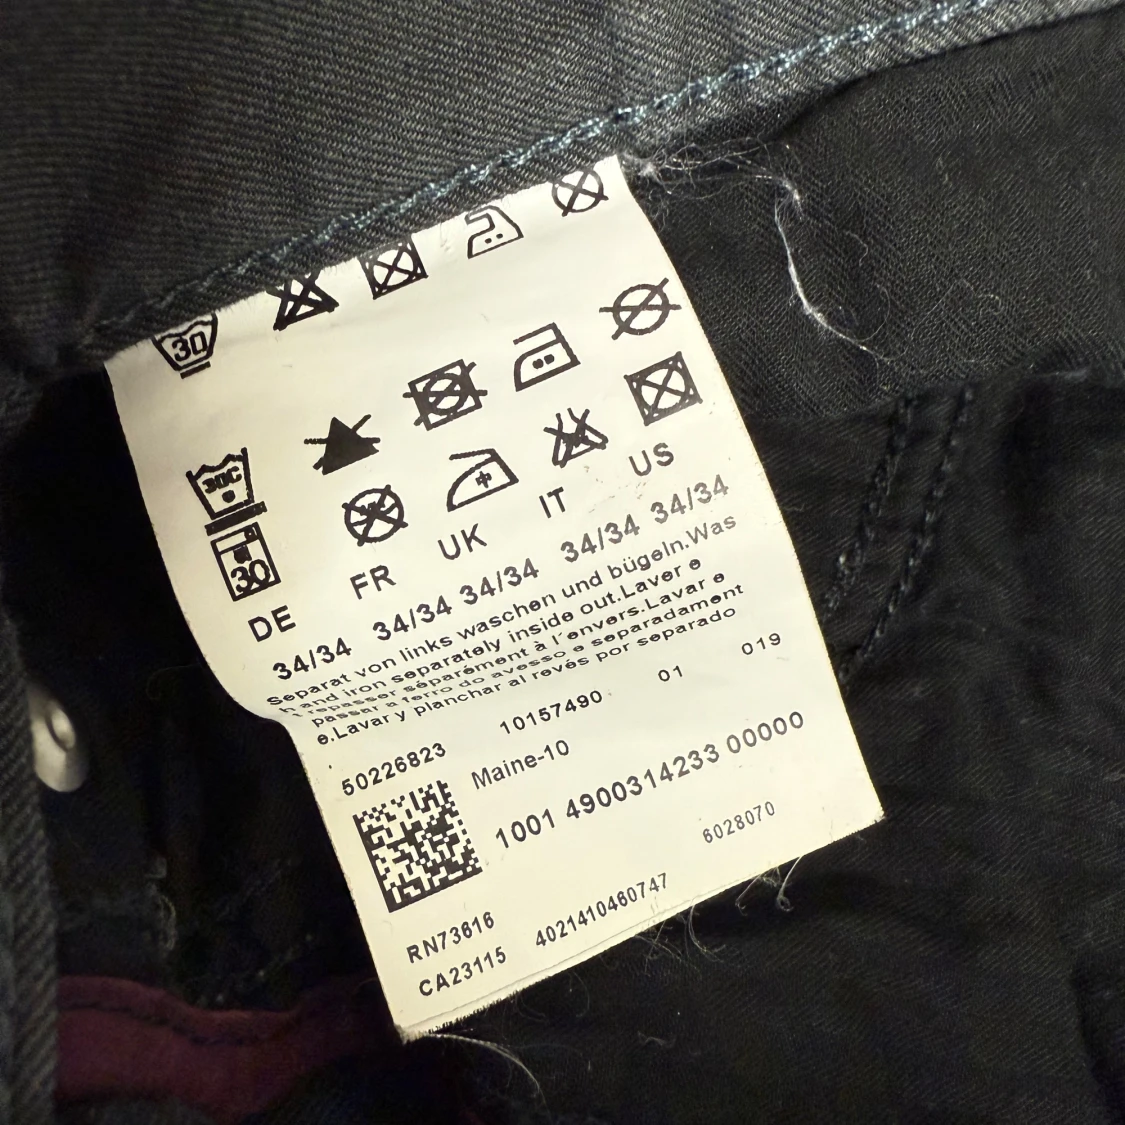 30
30C
30
DE FR UK IT US
34/34 34/34 34/34 34/34 34/34
Separat von links waschen und bügeln.Was
h and iron separately inside out.Laver e
t repasser séparément à l'envers.Lavar e
passar a ferro do avesso e separadament
e.Lavar y planchar al revés por separado
50226823 10157490 01 019
Maine-10
1001 4900314233 00000
6028070
RN73616 4021410460747
CA23115